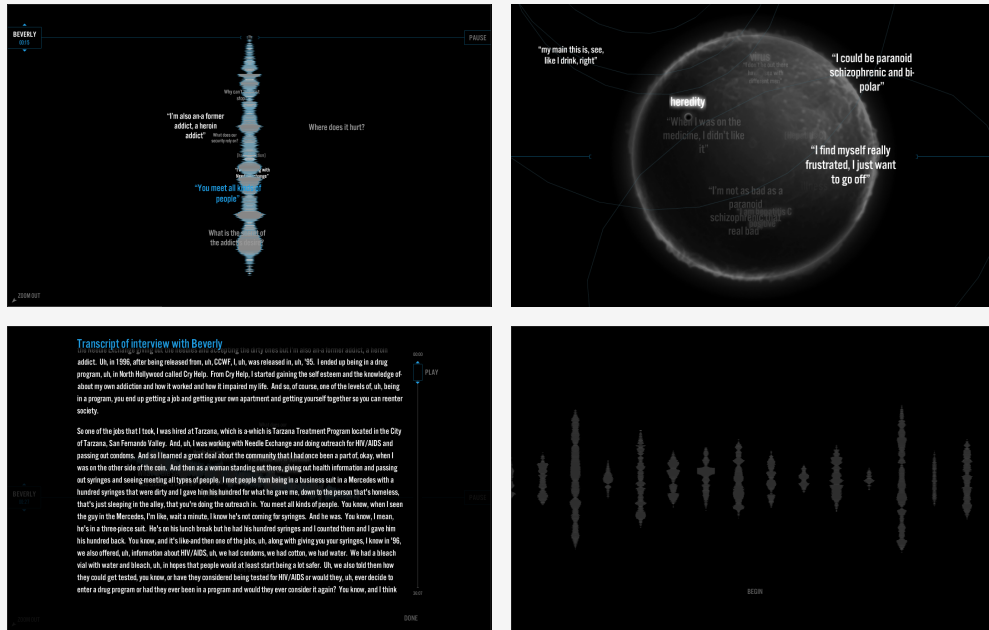 BEVERLY
00:15
PAUSE
Why can't
"I'm also an-a former
addict, a heroin
addict"
What does our
security rely on?
Where does it hurt?
"You meet all kinds of
people"
What is the
of
the addict's
ZOOM OUT
"my main this is, see,
like I drink, right"
virus
"I could be paranoid
schizophrenic and bi-
polar"
heredity
"When I was on the
medicine, I didn't like
it"
"I find myself really
frustrated, I just want
to go off"
"I'm not as bad as a
paranoid
schizophrenic but
real bad"
Transcript of interview with Beverly
addict. Uh, in 1996, after being released from, uh, CCWF, I, uh, was released in, uh, '95. I ended up being in a drug
program, uh, in North Hollywood called Cry Help. From Cry Help, I started gaining the self esteem and the knowledge of-
about my own addiction and how it worked and how it impaired my life. And so, of course, one of the levels of, uh, being
in a program, you end up getting a job and getting your own apartment and getting yourself together so you can reenter
society.
So one of the jobs that I took, I was hired at Tarzana, which is a-which is Tarzana Treatment Program located in the City
of Tarzana, San Fernando Valley. And, uh, I was working with Needle Exchange and doing outreach for HIV/AIDS and
passing out condoms. And so I learned a great deal about the community that I had once been a part of, okay, when I
was on the other side of the coin. And then as a woman standing out there, giving out health information and passing
out syringes and seeing-meeting all types of people. I met people from being in a business suit in a Mercedes with a
hundred syringes that were dirty and I gave him his hundred for what he gave me, down to the person that's homeless,
that's just sleeping in the alley, that you're doing the outreach in. You meet all kinds of people. You know, when I seen
the guy in the Mercedes, I'm like, wait a minute, I know he's not coming for syringes. And he was. You know, I mean,
he's in a three-piece suit. He's on his lunch break but he had his hundred syringes and I counted them and I gave him
his hundred back. You know, and it's like-and then one of the jobs, uh, along with giving you your syringes, I know in '96,
we also offered, uh, information about HIV/AIDS, uh, we had condoms, we had cotton, we had water. We had a bleach
vial with water and bleach, uh, in hopes that people would at least start being a lot safer. Uh, we also told them how
they could get tested, you know, or have they considered being tested for HIV/AIDS or would they, uh, ever decide to
enter a drug program or had they ever been in a program and would they ever consider it again? You know, and I think
00:00
PLAY
BEVERLY
DONE
BEGIN